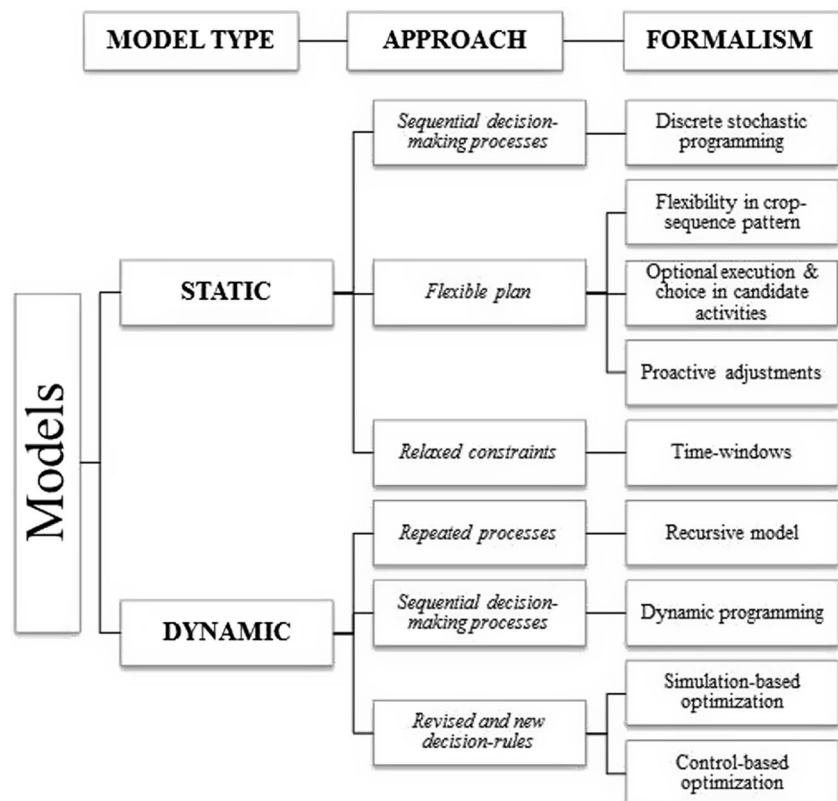 MODEL TYPE
APPROACH
FORMALISM
Models
STATIC
Sequential decision-
making processes
Discrete stochastic
programming
Flexible plan
Flexibility in crop-
sequence pattern
Optional execution &
choice in candidate
activities
Proactive adjustments
Relaxed constraints
Time-windows
DYNAMIC
Repeated processes
Recursive model
Sequential decision-
making processes
Dynamic programming
Revised and new
decision-rules
Simulation-based
optimization
Control-based
optimization